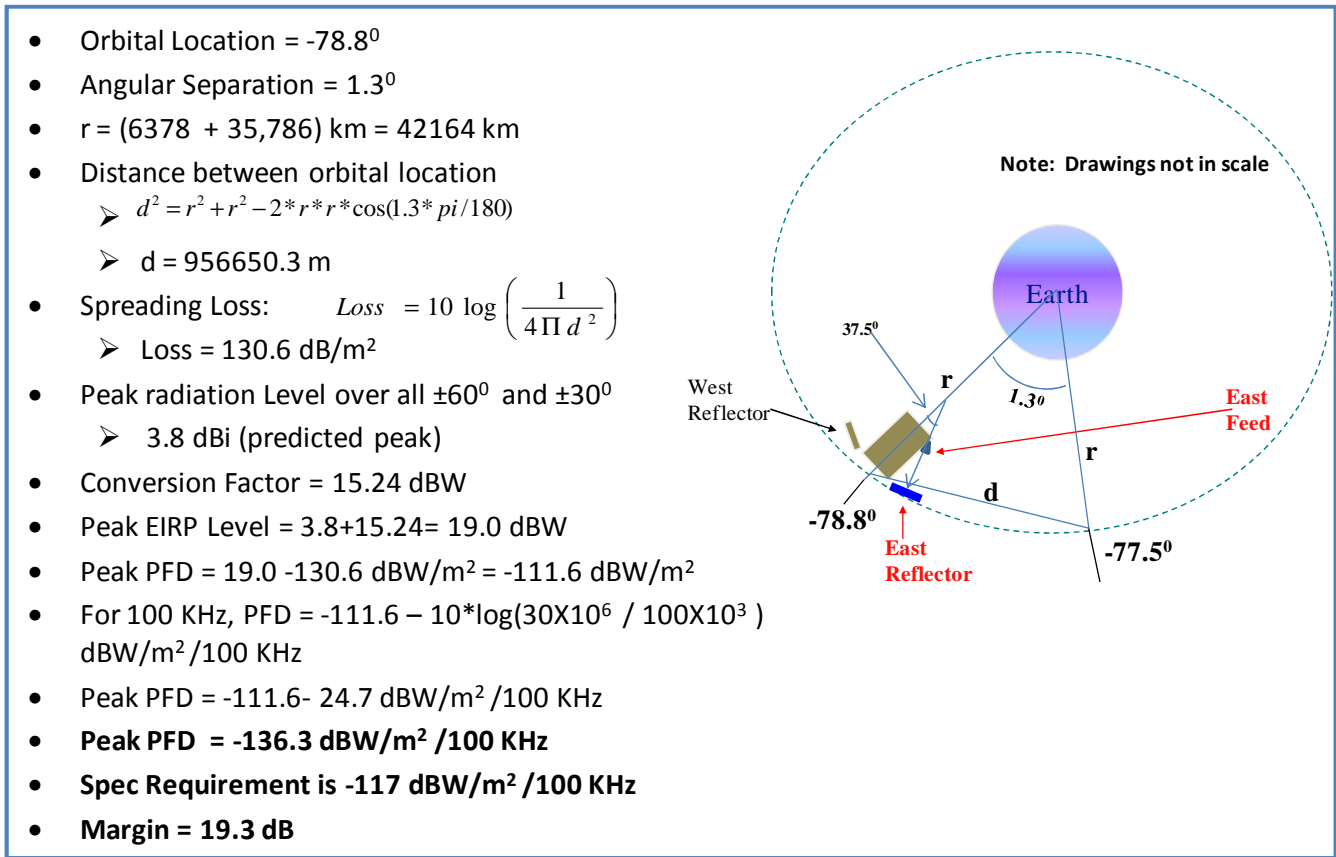 • Orbital Location = -78.8⁰
• Angular Separation = 1.3⁰
• r = (6378 + 35,786) km = 42164 km
• Distance between orbital location
➢ d² = r² + r² − 2*r*r*cos(1.3*pi/180)
➢ d = 956650.3 m
• Spreading Loss: Loss = 10 log (1 / 4Πd²)
➢ Loss = 130.6 dB/m²
• Peak radiation Level over all ±60⁰ and ±30⁰
➢ 3.8 dBi (predicted peak)
• Conversion Factor = 15.24 dBW
• Peak EIRP Level = 3.8+15.24= 19.0 dBW
• Peak PFD = 19.0 -130.6 dBW/m² = -111.6 dBW/m²
• For 100 KHz, PFD = -111.6 – 10*log(30X10⁶ / 100X10³ )
dBW/m² /100 KHz
• Peak PFD = -111.6- 24.7 dBW/m² /100 KHz
• Peak PFD = -136.3 dBW/m² /100 KHz
• Spec Requirement is -117 dBW/m² /100 KHz
• Margin = 19.3 dB
Note: Drawings not in scale
Earth
37.5⁰
r
1.3⁰
West
Reflector
East
Feed
r
d
-78.8⁰
-77.5⁰
East
Reflector